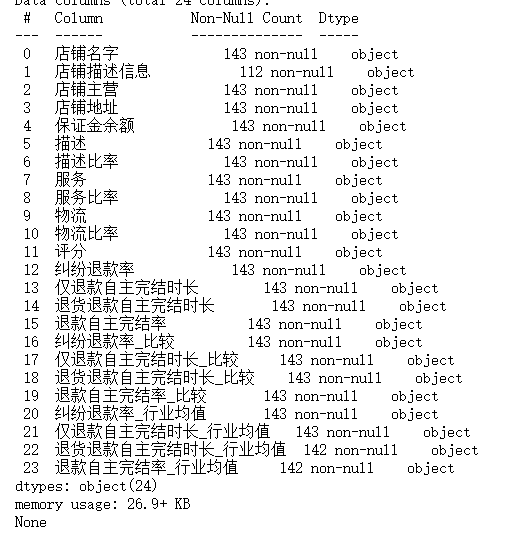 Data columns (total 24 columns):
#   Column   Non-Null Count   Dtype
---  ------  --------------  -----
0   店铺名字   143 non-null   object
1   店铺描述信息   112 non-null   object
2   店铺主营   143 non-null   object
3   店铺地址   143 non-null   object
4   保证金余额   143 non-null   object
5   描述   143 non-null   object
6   描述比率   143 non-null   object
7   服务   143 non-null   object
8   服务比率   143 non-null   object
9   物流   143 non-null   object
10   物流比率   143 non-null   object
11   评分   143 non-null   object
12   纠纷退款率   143 non-null   object
13   仅退款自主完结时长   143 non-null   object
14   退货退款自主完结时长   143 non-null   object
15   退款自主完结率   143 non-null   object
16   纠纷退款率_比较   143 non-null   object
17   仅退款自主完结时长_比较   143 non-null   object
18   退货退款自主完结时长_比较   143 non-null   object
19   退款自主完结率_比较   143 non-null   object
20   纠纷退款率_行业均值   143 non-null   object
21   仅退款自主完结时长_行业均值   143 non-null   object
22   退货退款自主完结时长_行业均值   142 non-null   object
23   退款自主完结率_行业均值   142 non-null   object
dtypes: object(24)
memory usage: 26.9+ KB
None